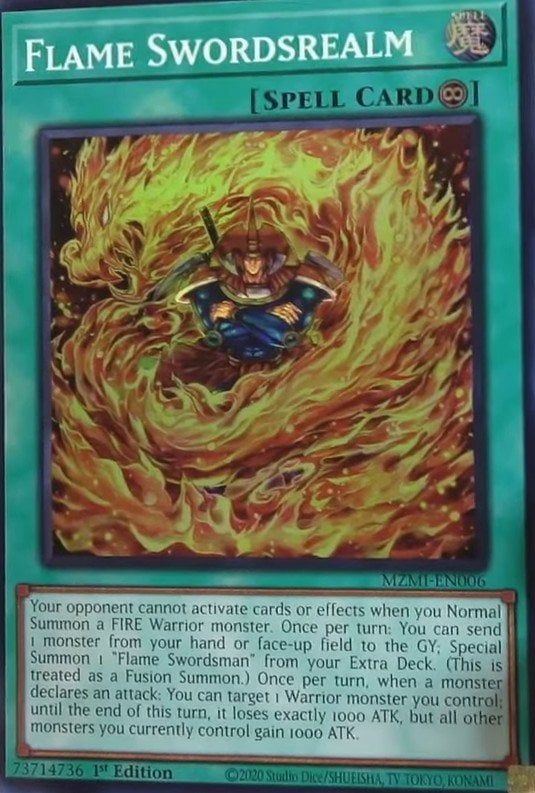 FLAME SWORDSREALM
SPELL
魔
[SPELL CARD]
MZMI-EN006
Your opponent cannot activate cards or effects when you Normal
Summon a FIRE Warrior monster. Once per turn: You can send
1 monster from your hand or face-up field to the GY; Special
Summon 1 "Flame Swordsman" from your Extra Deck. (This is
treated as a Fusion Summon.) Once per turn, when a monster
declares an attack: You can target 1 Warrior monster you control;
until the end of this turn, it loses exactly 1000 ATK, but all other
monsters you currently control gain 1000 ATK.
73714736 1st Edition
©2020 Studio Dice/SHUEISHA, TV TOKYO, KONAMI